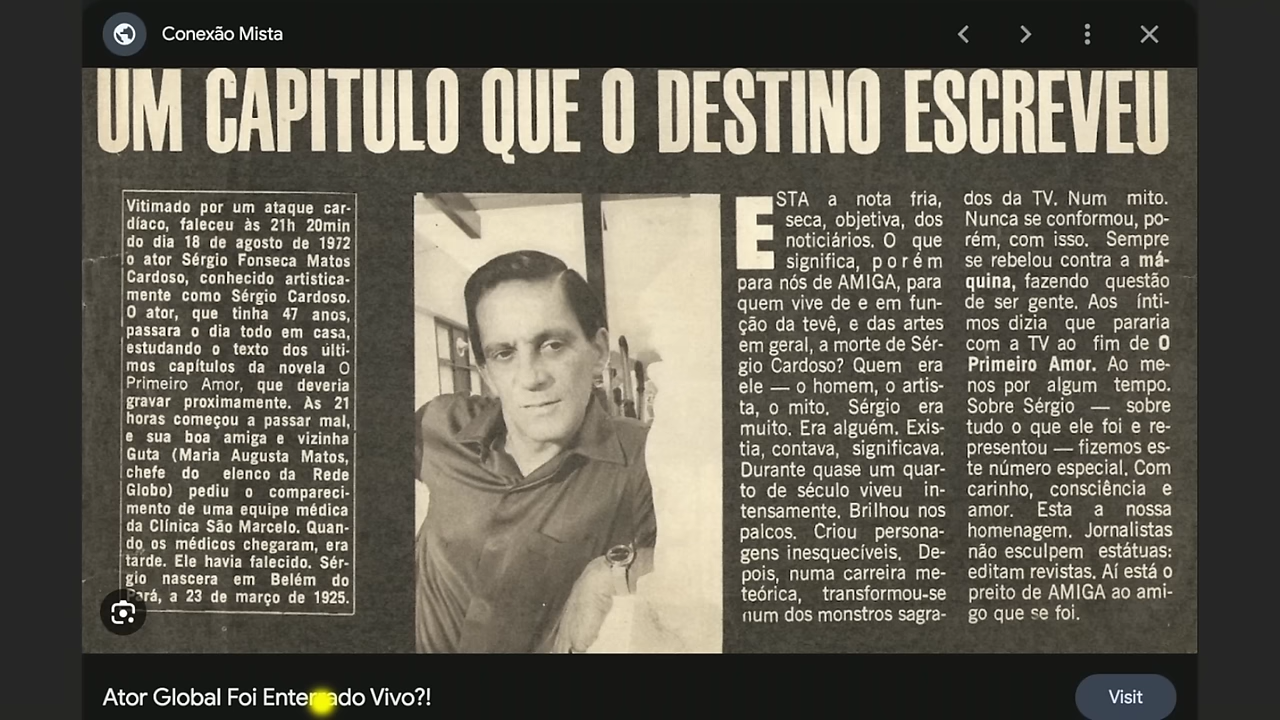 Conexão Mista
UM CAPITULO QUE O DESTINO ESCREVEU
Vitimado por um ataque car-
díaco, faleceu às 21h 20min
do dia 18 de agosto de 1972
o ator Sérgio Fonseca Matos
Cardoso, conhecido artistica-
mente como Sérgio Cardoso.
O ator, que tinha 47 anos,
passara o dia todo em casa,
estudando o texto dos últi-
mos capítulos da novela O
Primeiro Amor, que deveria
gravar proximamente. Às 21
horas começou a passar mal,
e sua boa amiga e vizinha
Guta (Maria Augusta Matos,
chefe do elenco da Rede
Globo) pediu o compareci-
mento de uma equipe médica
da Clínica São Marcelo. Quan-
do os médicos chegaram, era
tarde. Ele havia falecido. Sér-
gio nascera em Belém do
Pará, a 23 de março de 1925.
ESTA a nota fria,
seca, objetiva, dos
noticiários. O que
significa, porém
para nós de AMIGA, para
quem vive de e em fun-
ção da tevê, e das artes
em geral, a morte de Sér-
gio Cardoso? Quem era
ele — o homem, o artis-
ta, o mito. Sérgio era
muito. Era alguém. Exis-
tia, contava, significava.
Durante quase um quar-
to de século viveu in-
tensamente. Brilhou nos
palcos. Criou persona-
gens inesquecíveis. De-
pois, numa carreira me-
teórica, transformou-se
num dos monstros sagra-
dos da TV. Num mito.
Nunca se conformou, po-
rém, com isso. Sempre
se rebelou contra a má-
quina, fazendo questão
de ser gente. Aos ínti-
mos dizia que pararia
com a TV ao fim de O
Primeiro Amor. Ao me-
nos por algum tempo.
Sobre Sérgio — sobre
tudo o que ele foi e re-
presentou — fizemos es-
te número especial. Com
carinho, consciência e
amor. Esta a nossa
homenagem. Jornalistas
não esculpem estátuas:
editam revistas. Aí está o
preito de AMIGA ao ami-
go que se foi.
Ator Global Foi Enterrado Vivo?!
Visit